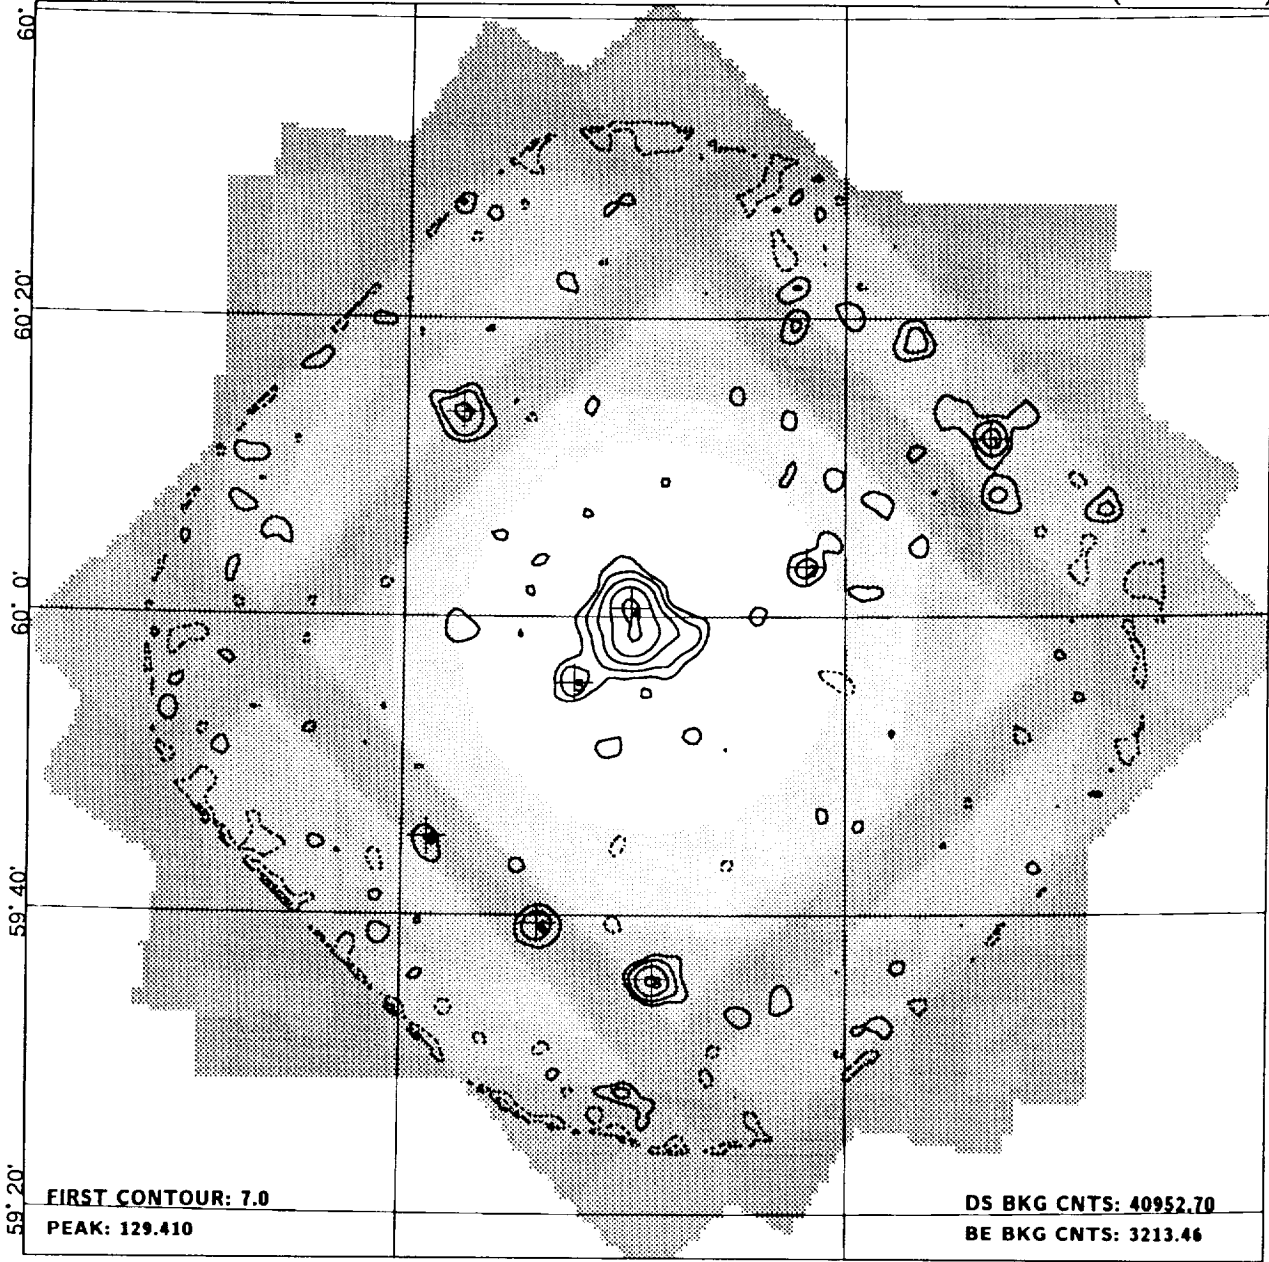 60°
60° 20'
60° 0'
59° 40'
59° 20'
FIRST CONTOUR: 7.0
PEAK: 129.410
DS BKG CNTS: 40952.70
BE BKG CNTS: 3213.46